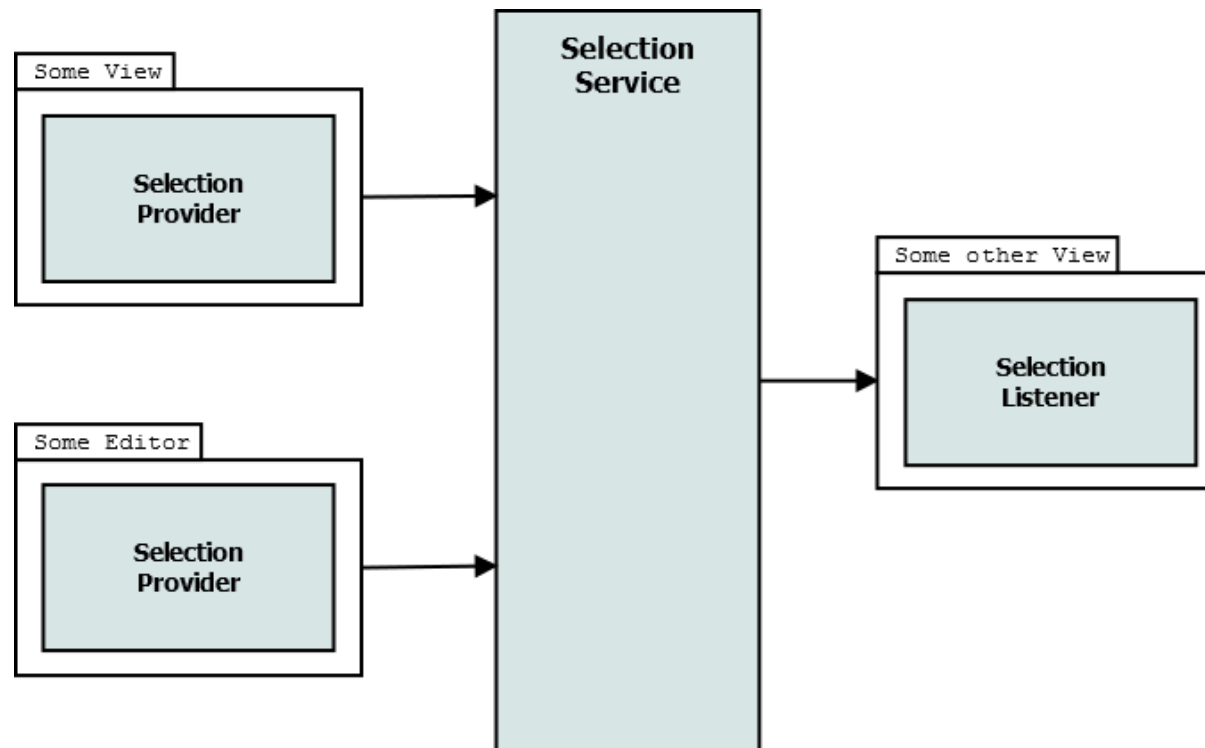 Selection
Service
Some View
Selection
Provider
Some other View
Selection
Listener
Some Editor
Selection
Provider